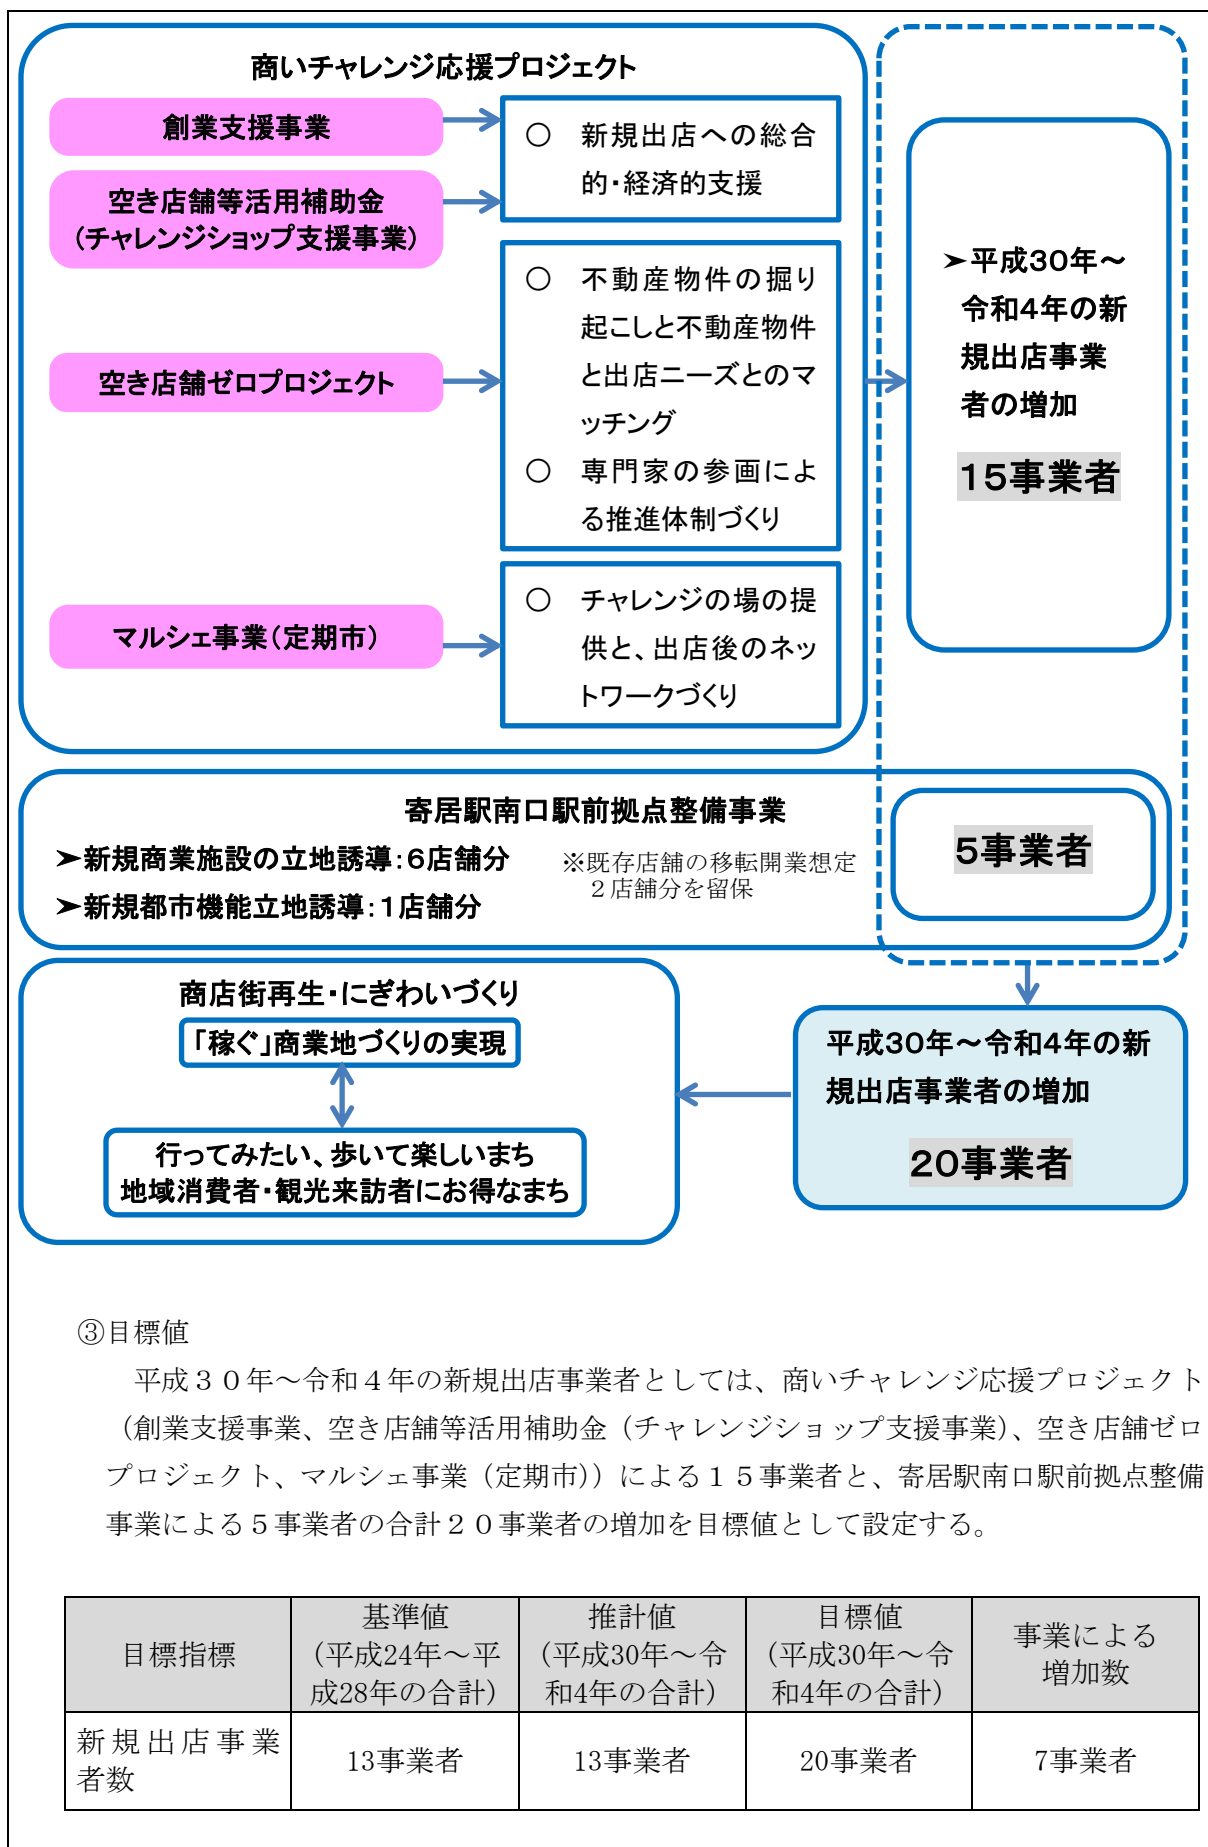 商いチャレンジ応援プロジェクト
創業支援事業
空き店舗等活用補助金
(チャレンジショップ支援事業)
空き店舗ゼロプロジェクト
マルシェ事業(定期市)
○ 新規出店への総合
的・経済的支援
○ 不動産物件の掘り
起こしと不動産物件
と出店ニーズとのマ
ッチング
○ 専門家の参画によ
る推進体制づくり
○ チャレンジの場の提
供と、出店後のネッ
トワークづくり
➤平成30年～
令和4年の新
規出店事業
者の増加
15事業者
寄居駅南口駅前拠点整備事業
➤新規商業施設の立地誘導:6店舗分
➤新規都市機能立地誘導:1店舗分
※既存店舗の移転開業想定
２店舗分を留保
5事業者
商店街再生・にぎわいづくり
「稼ぐ」商業地づくりの実現
行ってみたい、歩いて楽しいまち
地域消費者・観光来訪者にお得なまち
平成30年～令和4年の新
規出店事業者の増加
20事業者
③目標値
平成３０年～令和４年の新規出店事業者としては、商いチャレンジ応援プロジェクト
（創業支援事業、空き店舗等活用補助金（チャレンジショップ支援事業）、空き店舗ゼロ
プロジェクト、マルシェ事業（定期市））による１５事業者と、寄居駅南口駅前拠点整備
事業による５事業者の合計２０事業者の増加を目標値として設定する。
目標指標
基準値
(平成24年～平
成28年の合計)
推計値
(平成30年～令
和4年の合計)
目標値
(平成30年～令
和4年の合計)
事業による
増加数
新規出店事業
者数
13事業者
13事業者
20事業者
7事業者